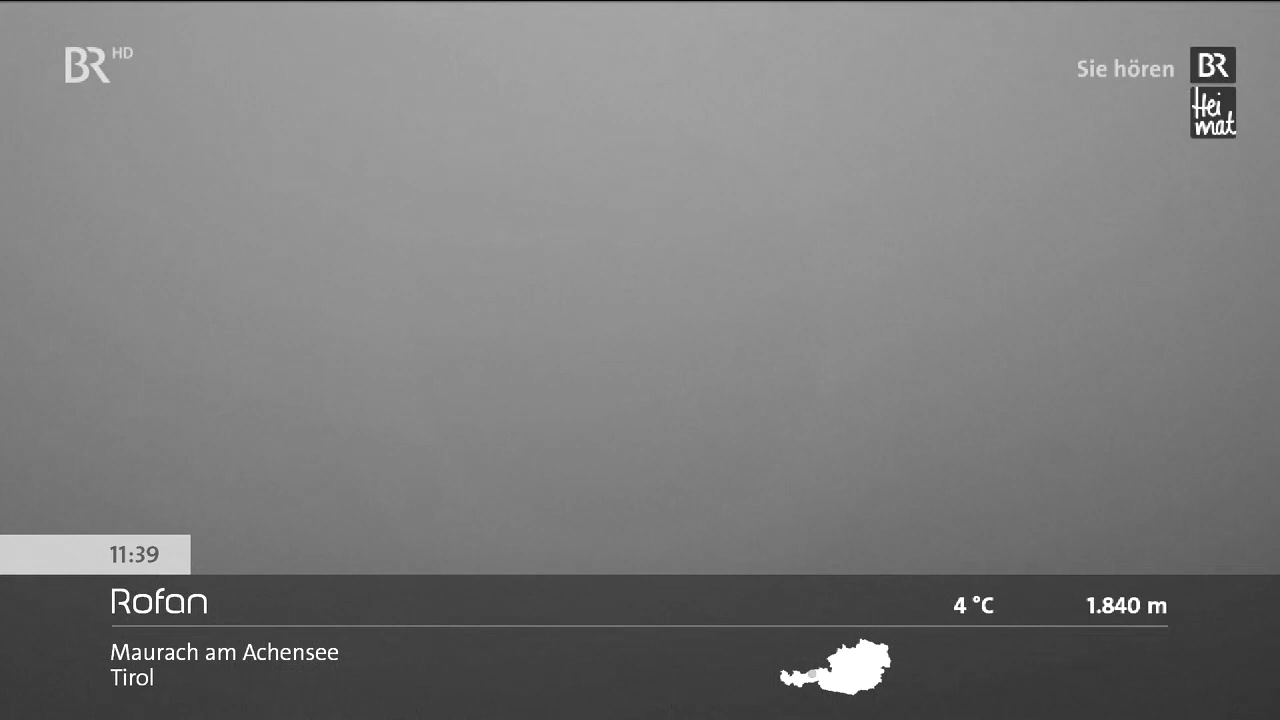 BR HD
Sie hören BR
Hei
mat
11:39
Rofan 4 °C 1.840 m
Maurach am Achensee
Tirol